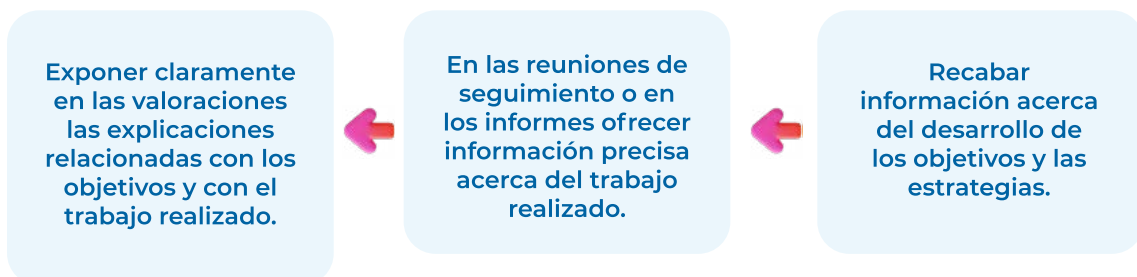 Exponer claramente
en las valoraciones
las explicaciones
relacionadas con los
objetivos y con el
trabajo realizado.
En las reuniones de
seguimiento o en
los informes ofrecer
información precisa
acerca del trabajo
realizado.
Recabar
información acerca
del desarrollo de
los objetivos y las
estrategias.